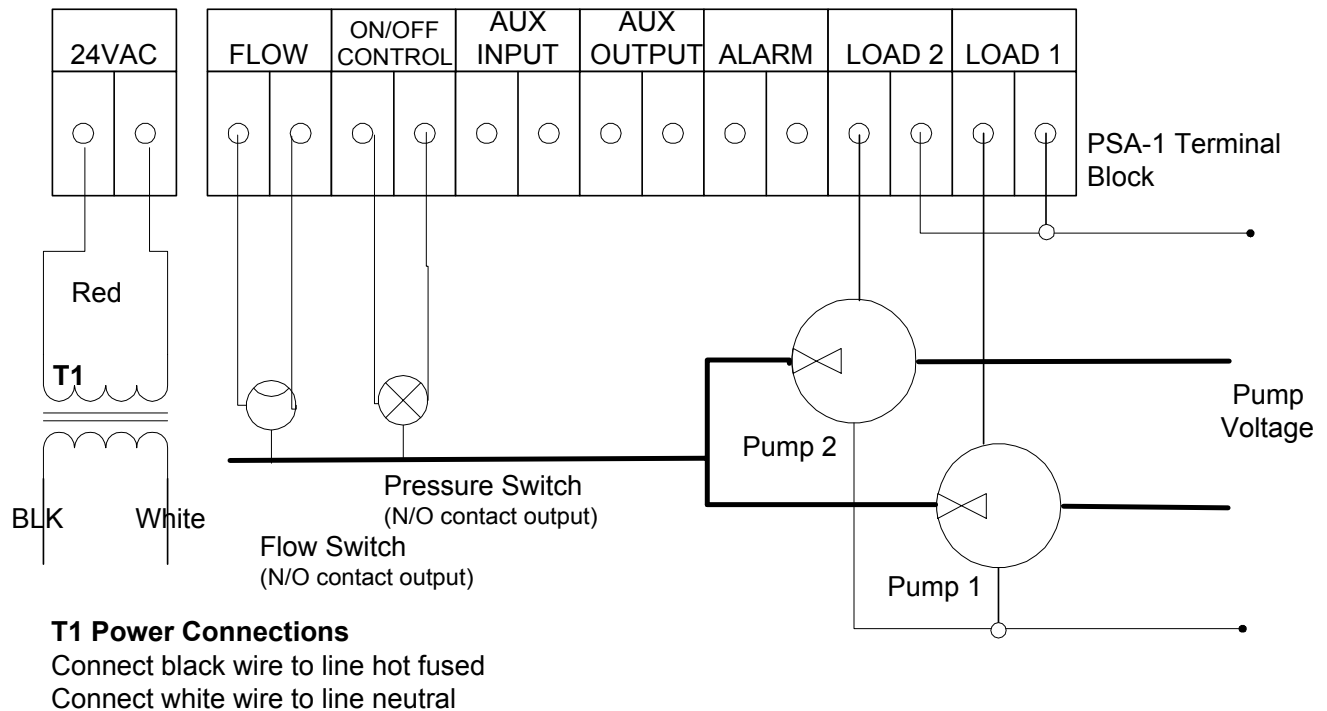 24VAC
FLOW
ON/OFF
CONTROL
AUX
INPUT
AUX
OUTPUT
ALARM
LOAD 2
LOAD 1
PSA-1 Terminal
Block
Red
T1
BLK
White
Pressure Switch
(N/O contact output)
Flow Switch
(N/O contact output)
Pump 2
Pump 1
Pump
Voltage
T1 Power Connections
Connect black wire to line hot fused
Connect white wire to line neutral